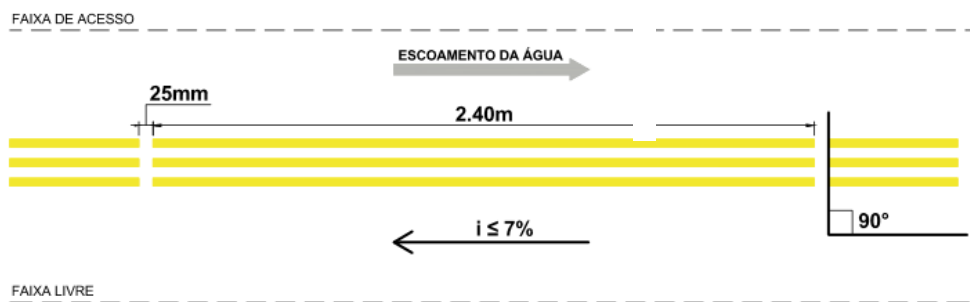 FAIXA DE ACESSO
ESCOAMENTO DA ÁGUA
25mm
2.40m
i ≤ 7%
90°
FAIXA LIVRE